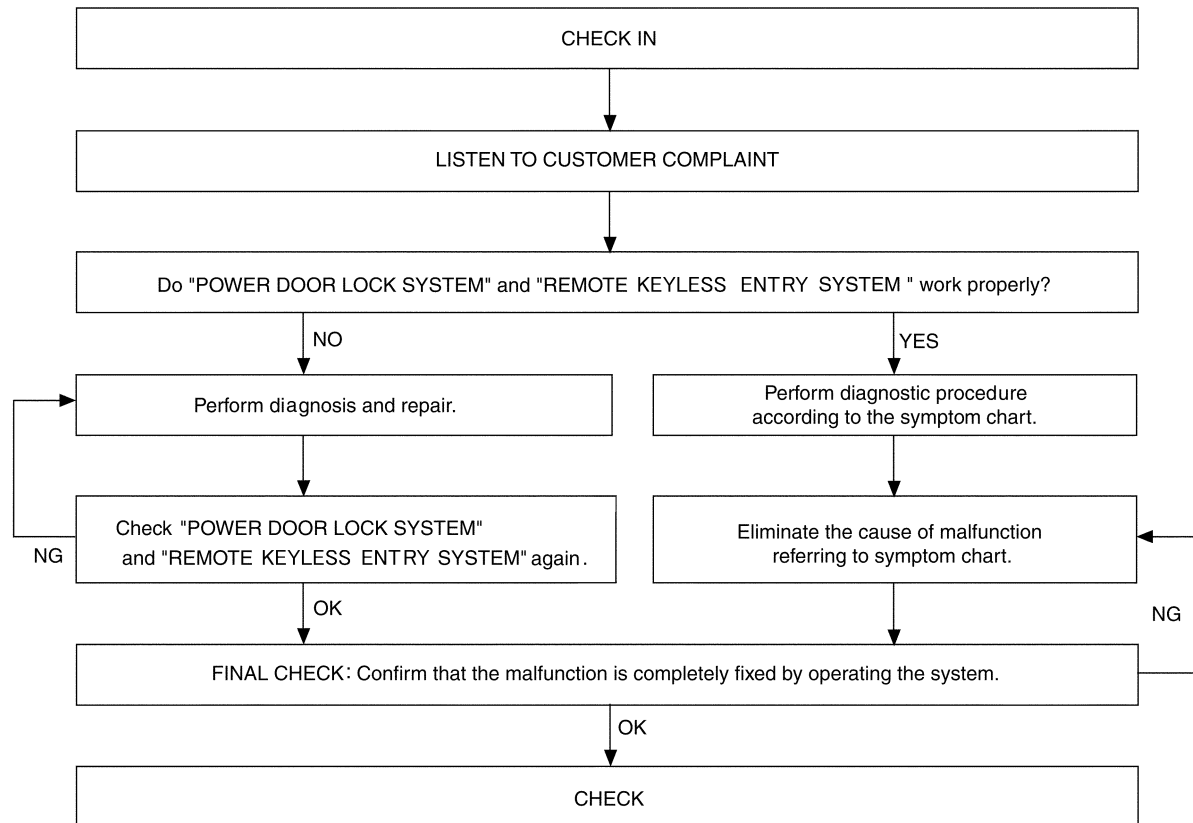 CHECK IN
LISTEN TO CUSTOMER COMPLAINT
Do "POWER DOOR LOCK SYSTEM" and "REMOTE KEYLESS ENTRY SYSTEM" work properly?
NO
YES
Perform diagnosis and repair.
Perform diagnostic procedure
according to the symptom chart.
Check "POWER DOOR LOCK SYSTEM"
and "REMOTE KEYLESS ENTRY SYSTEM" again.
NG
Eliminate the cause of malfunction
referring to symptom chart.
OK
NG
FINAL CHECK: Confirm that the malfunction is completely fixed by operating the system.
OK
CHECK